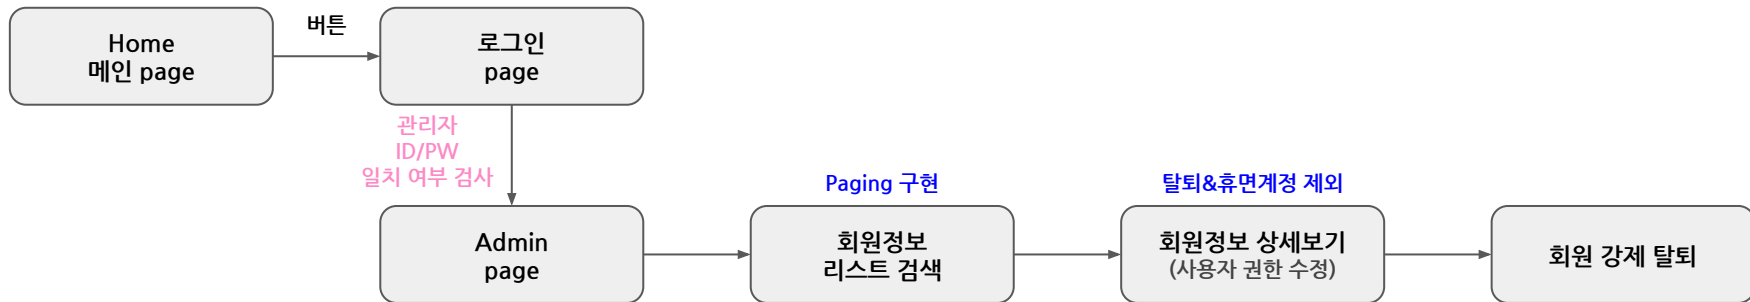 Home
메인 page
버튼
로그인
page
관리자
ID/PW
일치 여부 검사
Admin
page
Paging 구현
회원정보
리스트 검색
탈퇴&휴면계정 제외
회원정보 상세보기
(사용자 권한 수정)
회원 강제 탈퇴